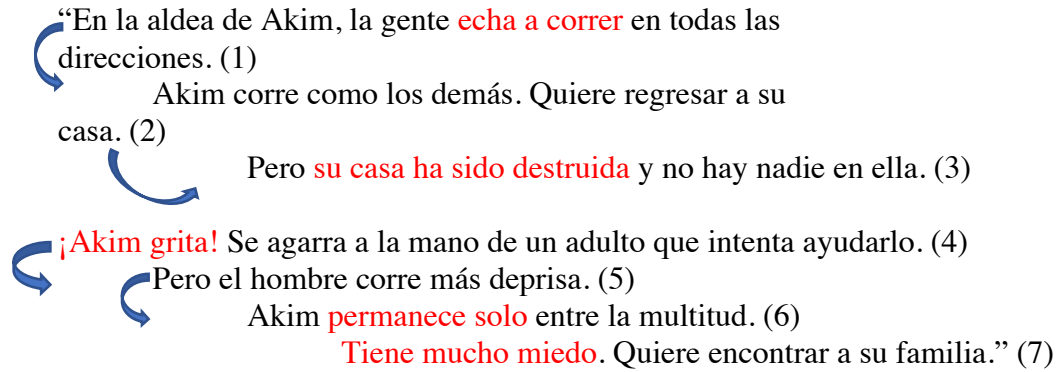 “En la aldea de Akim, la gente echa a correr en todas las
direcciones. (1)
Akim corre como los demás. Quiere regresar a su
casa. (2)
Pero su casa ha sido destruida y no hay nadie en ella. (3)
¡Akim grita! Se agarra a la mano de un adulto que intenta ayudarlo. (4)
Pero el hombre corre más deprisa. (5)
Akim permanece solo entre la multitud. (6)
Tiene mucho miedo. Quiere encontrar a su familia.” (7)